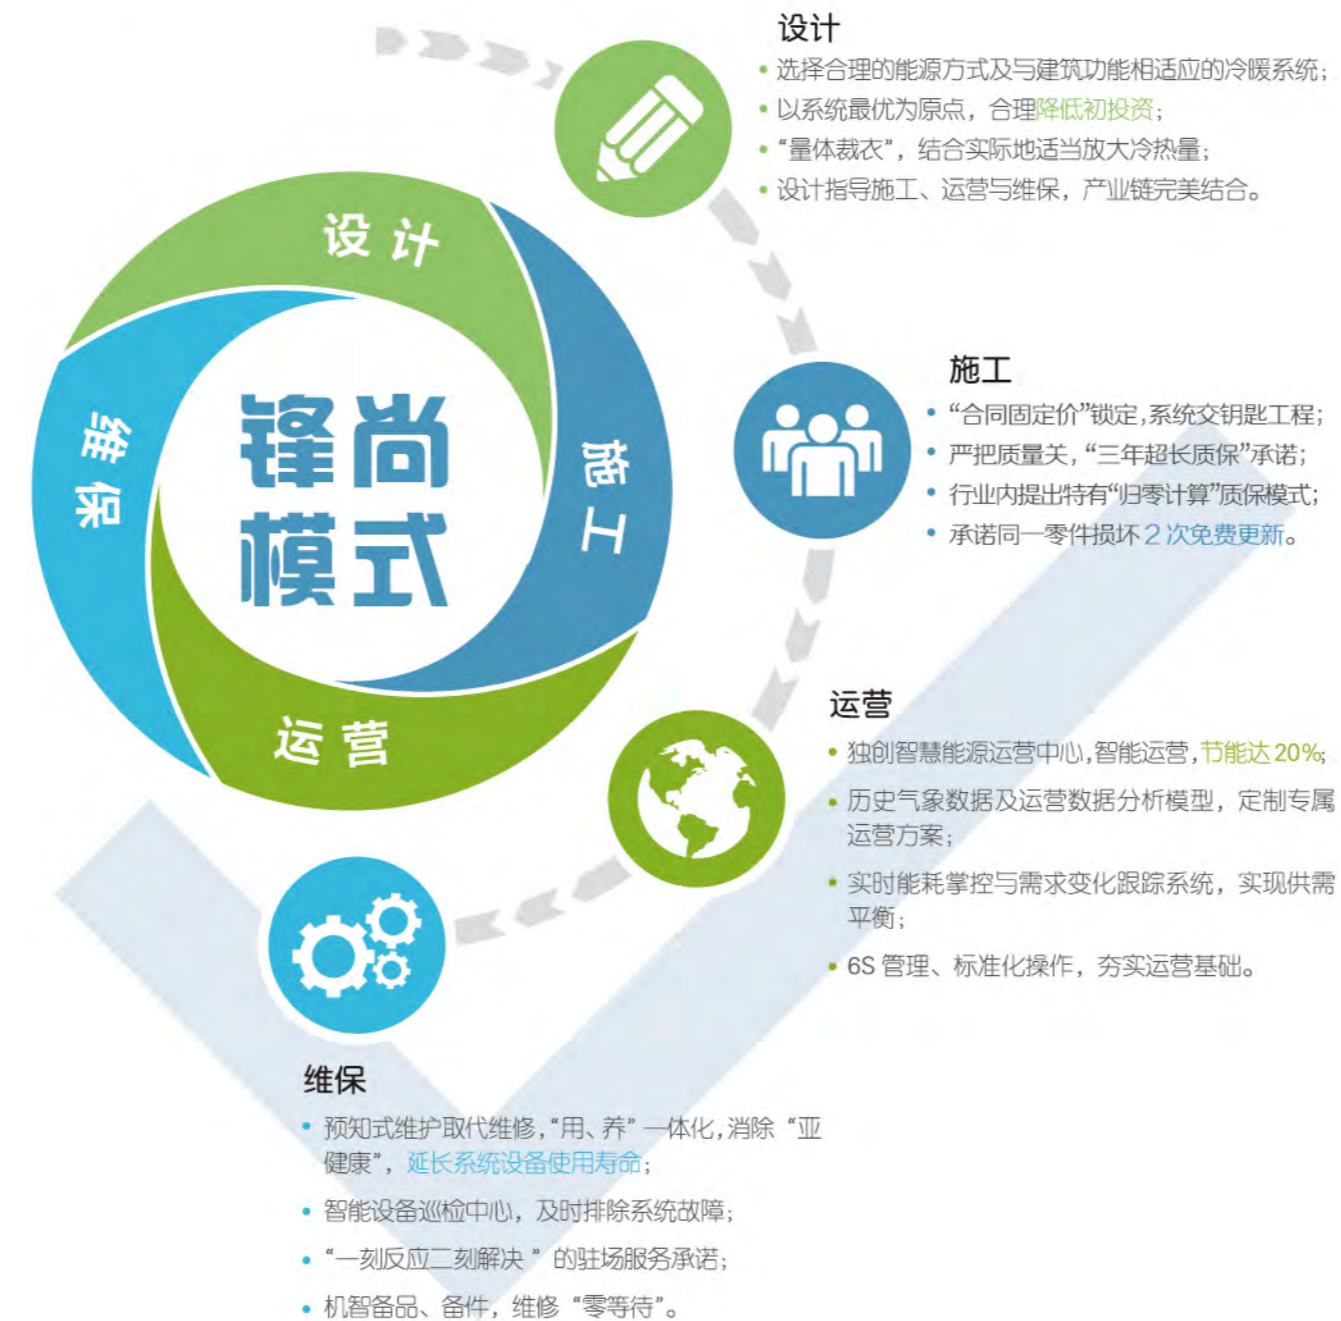 设计
施工
维保
运营
锋尚
模式
设计
• 选择合理的能源方式及与建筑功能相适应的冷暖系统；
• 以系统最优为原点，合理降低初投资；
• “量体裁衣”，结合实际地适当放大冷热量；
• 设计指导施工、运营与维保，产业链完美结合。
施工
• “合同固定价”锁定,系统交钥匙工程；
• 严把质量关，“三年超长质保”承诺；
• 行业内提出特有“归零计算”质保模式；
• 承诺同一零件损坏 2 次免费更新。
运营
• 独创智慧能源运营中心,智能运营,节能达 20%;
• 历史气象数据及运营数据分析模型，定制专属
运营方案；
• 实时能耗掌控与需求变化跟踪系统，实现供需
平衡；
• 6S 管理、标准化操作，夯实运营基础。
维保
• 预知式维护取代维修,“用、养” 一体化,消除 “亚
健康”，延长系统设备使用寿命；
• 智能设备巡检中心，及时排除系统故障；
• “一刻反应二刻解决 ” 的驻场服务承诺；
• 机智备品、备件，维修 “零等待”。